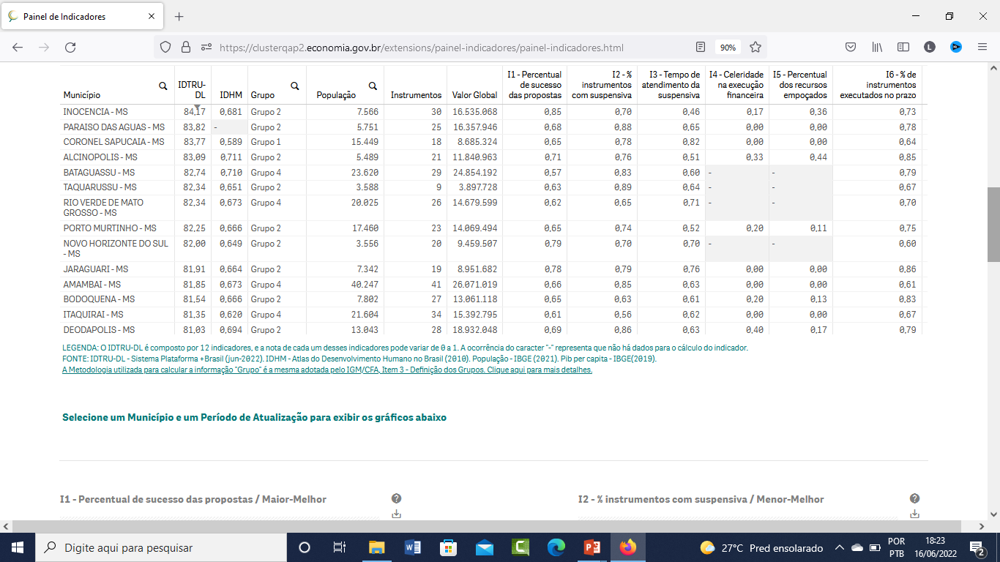 Painel de Indicadores
https://clusterqap2.economia.gov.br/extensions/painel-indicadores/painel-indicadores.html 90% L
Município IDTRU-DL IDHM Grupo População Instrumentos Valor Global I1 - Percentual de sucesso das propostas I2 - % instrumentos com suspensiva I3 - Tempo de atendimento da suspensiva I4 - Celeridade na execução financeira I5 - Percentual dos recursos empoçados I6 - % de instrumentos executados no prazo
INOCENCIA - MS 84,17 0,681 Grupo 2 7.566 30 16.535.068 0,85 0,70 0,46 0,17 0,36 0,73
PARAISO DAS AGUAS - MS 83,82 - Grupo 2 5.751 25 16.357.946 0,68 0,88 0,65 0,00 0,00 0,78
CORONEL SAPUCAIA - MS 83,77 0,589 Grupo 1 15.449 18 8.685.324 0,65 0,78 0,82 0,00 0,00 0,64
ALCINOPOLIS - MS 83,09 0,711 Grupo 2 5.489 21 11.840.963 0,71 0,76 0,51 0,33 0,44 0,85
BATAGUASSU - MS 82,74 0,710 Grupo 4 23.620 29 24.854.192 0,57 0,83 0,60 - - 0,79
TAQUARUSSU - MS 82,34 0,651 Grupo 2 3.588 9 3.897.728 0,63 0,89 0,64 - - 0,67
RIO VERDE DE MATO GROSSO - MS 82,34 0,673 Grupo 4 20.025 26 14.679.599 0,62 0,65 0,71 - - 0,70
PORTO MURTINHO - MS 82,25 0,666 Grupo 2 17.460 23 14.069.494 0,65 0,74 0,52 0,20 0,11 0,75
NOVO HORIZONTE DO SUL - MS 82,00 0,649 Grupo 2 3.556 20 9.459.507 0,79 0,70 0,70 - - 0,60
JARAGUARI - MS 81,91 0,664 Grupo 2 7.342 19 8.951.682 0,78 0,79 0,76 0,00 0,00 0,86
AMAMBAI - MS 81,85 0,673 Grupo 4 40.247 41 26.071.019 0,66 0,85 0,63 0,00 0,00 0,61
BODOQUENA - MS 81,54 0,666 Grupo 2 7.802 27 13.061.118 0,65 0,63 0,61 0,20 0,13 0,83
ITAQUIRAI - MS 81,35 0,620 Grupo 4 21.604 34 15.392.795 0,61 0,56 0,62 0,00 0,00 0,67
DEODAPOLIS - MS 81,03 0,694 Grupo 2 13.043 28 18.932.048 0,69 0,86 0,63 0,40 0,17 0,79
LEGENDA: O IDTRU-DL é composto por 12 indicadores, e a nota de cada um desses indicadores pode variar de 0 a 1. A ocorrência do caracter "-" representa que não há dados para o cálculo do indicador.
FONTE: IDTRU-DL - Sistema Plataforma +Brasil (jun-2022). IDHM - Atlas do Desenvolvimento Humano no Brasil (2010). População - IBGE (2021). Pib per capita - IBGE(2019).
A Metodologia utilizada para calcular a informação "Grupo" é a mesma adotada pelo IGM/CFA, Item 3 - Definição dos Grupos. Clique aqui para mais detalhes.
Selecione um Município e um Período de Atualização para exibir os gráficos abaixo
I1 - Percentual de sucesso das propostas / Maior-Melhor
I2 - % instrumentos com suspensiva / Menor-Melhor
Digite aqui para pesquisar
27°C Pred ensolarado
POR
PTB
18:23
16/06/2022
2